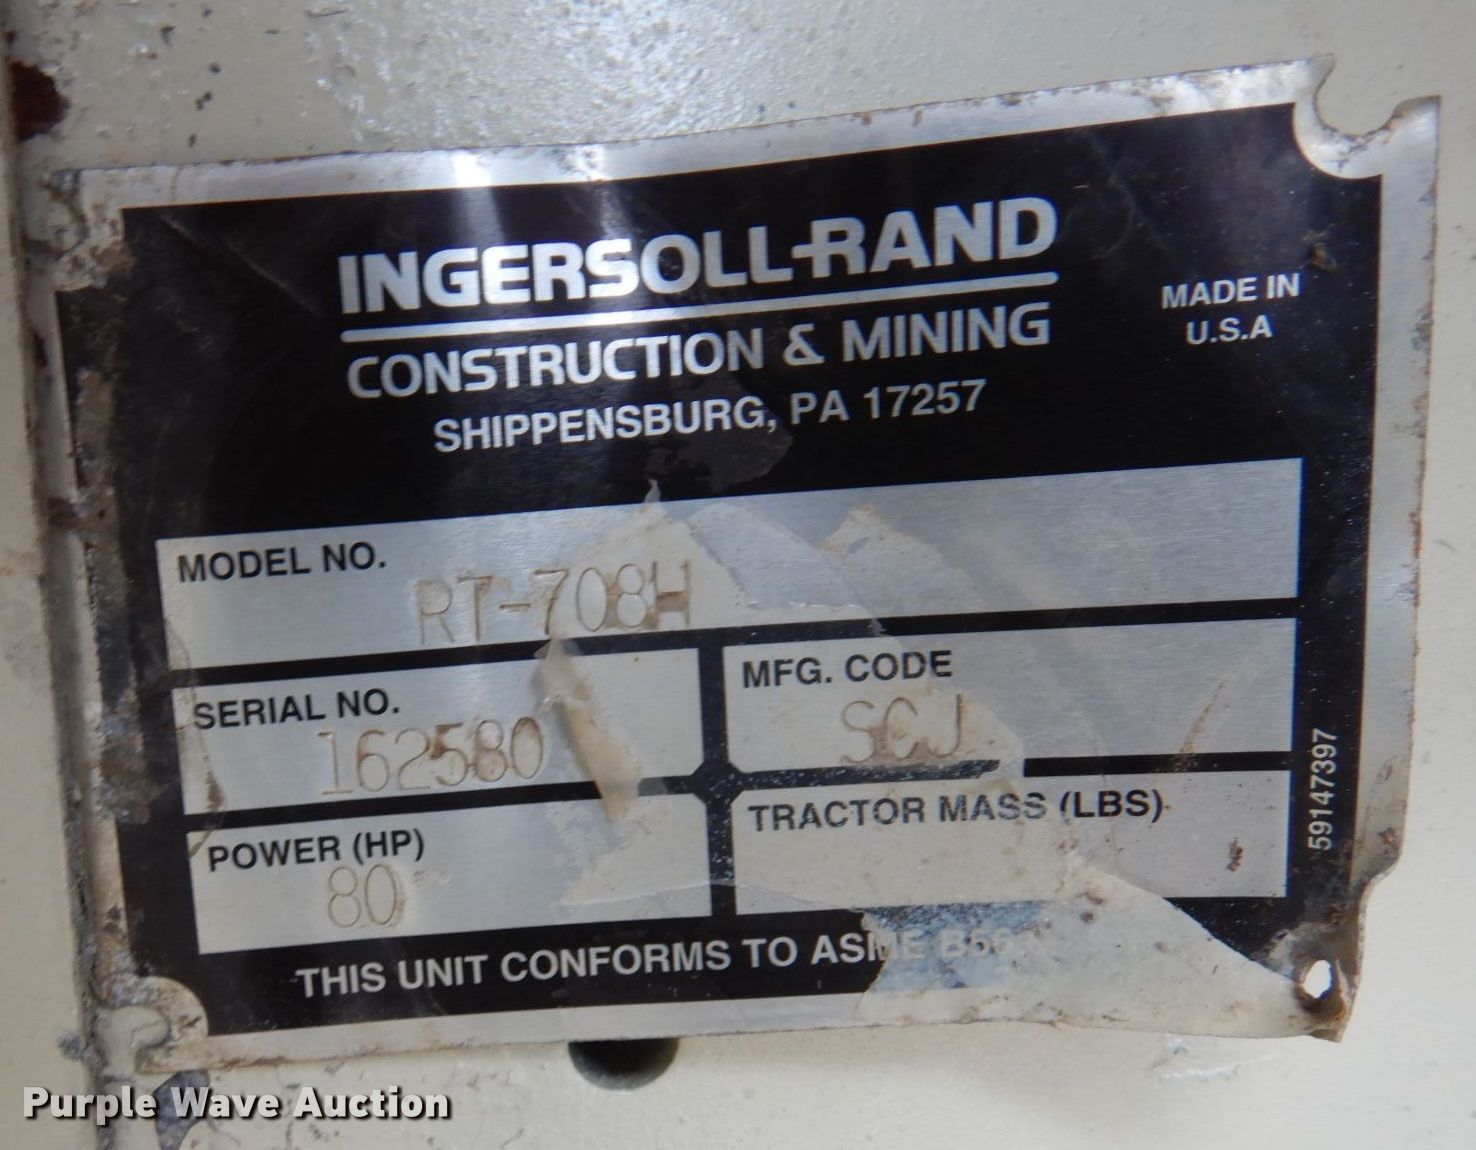 INGERSOLL-RAND
CONSTRUCTION & MINING
SHIPPENSBURG, PA 17257
MADE IN
U.S.A
MODEL NO.
RT-708H
SERIAL NO.
162580
MFG. CODE
SCJ
POWER (HP)
80
TRACTOR MASS (LBS)
THIS UNIT CONFORMS TO ASME
59147397
Purple Wave Auction